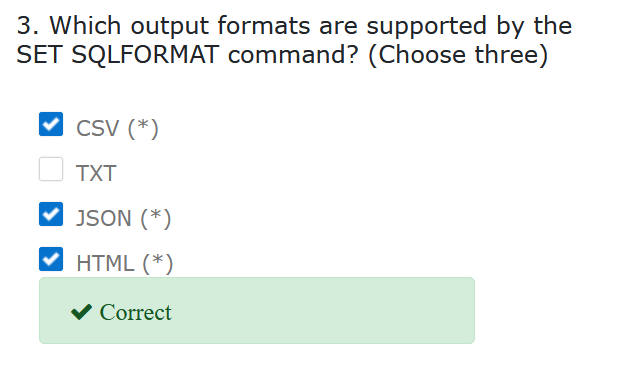 3. Which output formats are supported by the
SET SQLFORMAT command? (Choose three)
CSV (*)
TXT
JSON (*)
HTML (*)
Correct